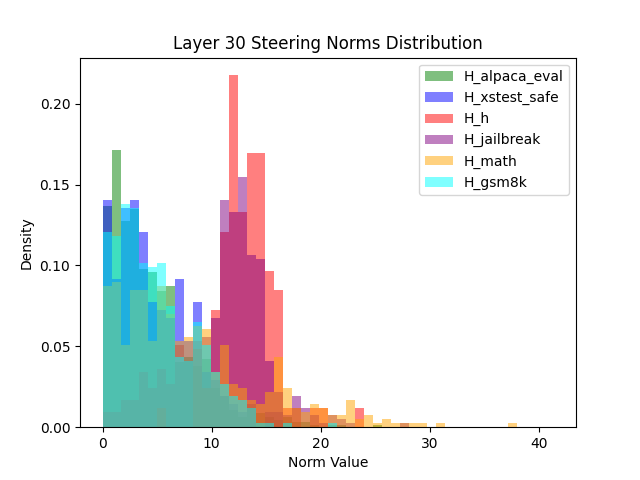 Layer 30 Steering Norms Distribution
H_alpaca_eval
H_xstest_safe
H_h
H_jailbreak
H_math
H_gsm8k
0.20
0.15
0.10
0.05
0.00
Density
0 10 20 30 40
Norm Value